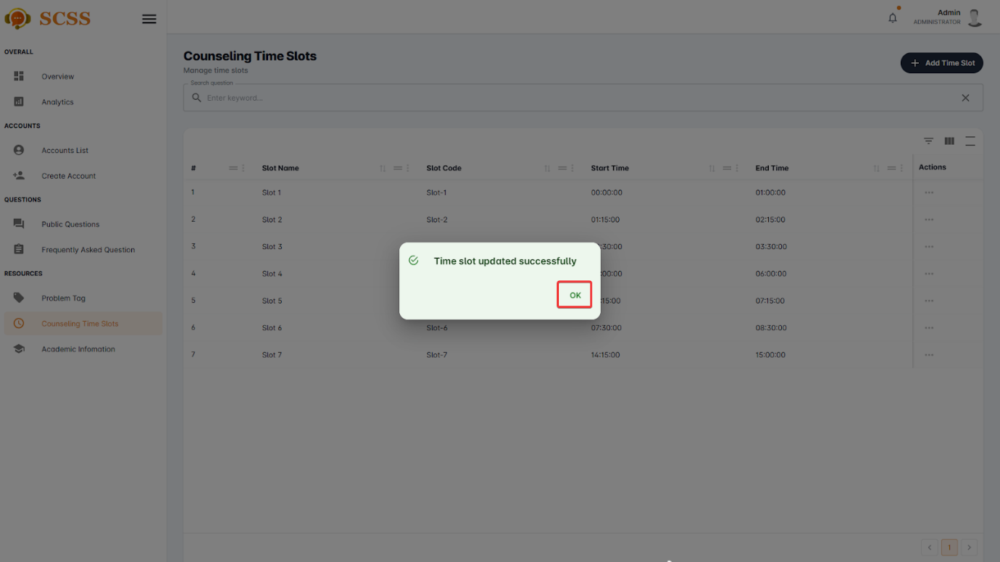 SCSS
Admin
ADMINISTRATOR
OVERALL
Overview
Analytics
ACCOUNTS
Accounts List
Create Account
QUESTIONS
Public Questions
Frequently Asked Question
RESOURCES
Problem Tag
Counseling Time Slots
Academic Infomation
Counseling Time Slots
Manage time slots
Add Time Slot
Search question
Enter keyword...
# Slot Name Slot Code Start Time End Time Actions
1 Slot 1 Slot-1 00:00:00 01:00:00
2 Slot 2 Slot-2 01:15:00 02:15:00
3 Slot 3 :30:00 03:30:00
4 Slot 4 :00:00 06:00:00
5 Slot 5 :15:00 07:15:00
6 Slot 6 Slot-6 07:30:00 08:30:00
7 Slot 7 Slot-7 14:15:00 15:00:00
Time slot updated successfully
OK
1